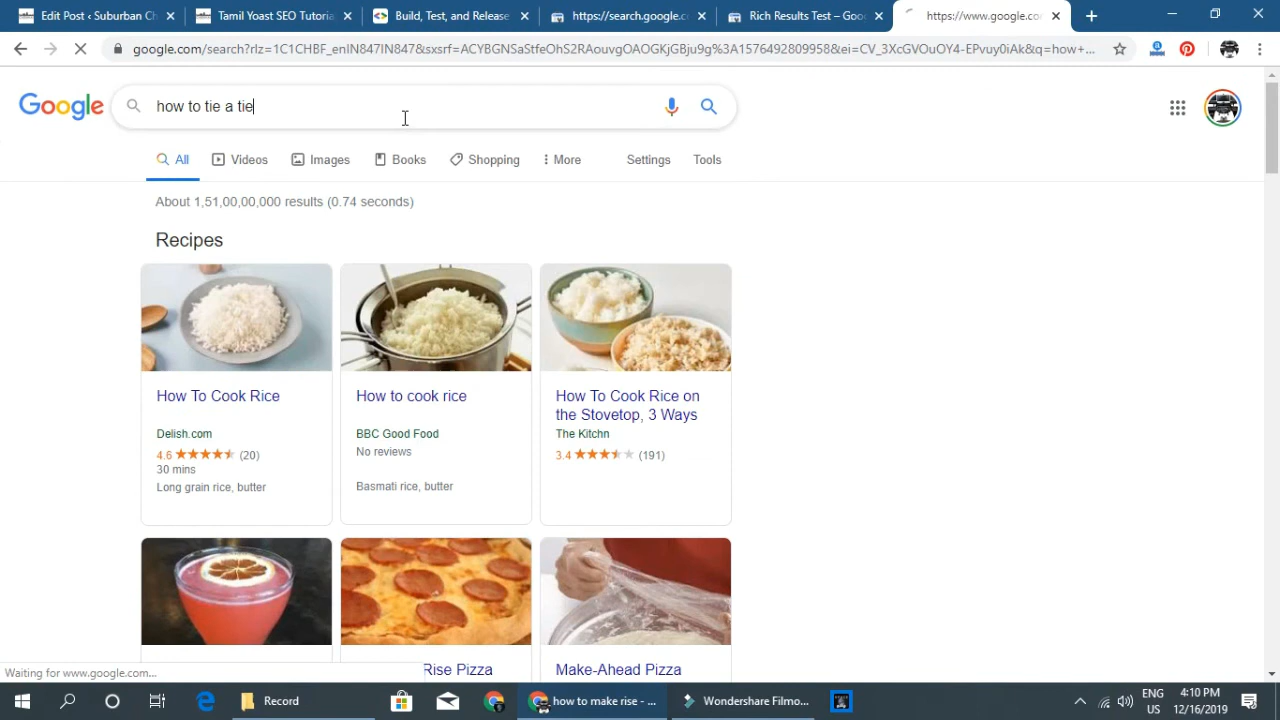 Edit Post ‹ Suburban Ch
Tamil Yoast SEO Tutoria
Build, Test, and Release
https://search.google.c
Rich Results Test – Goo
https://www.google.co
google.com/search?rlz=1C1CHBF_enIN847IN847&sxsrf=ACYBGNSaStfeOhS2RAouvgOAOGKjGBju9g%3A1576492809958&ei=CV_3XcGVOuOY4-EPvuy0iAk&q=how+...
Google
how to tie a tie
All
Videos
Images
Books
Shopping
More
Settings
Tools
About 1,51,00,00,000 results (0.74 seconds)
Recipes
How To Cook Rice
Delish.com
4.6 ★★★★★ (20)
30 mins
Long grain rice, butter
How to cook rice
BBC Good Food
No reviews
Basmati rice, butter
How To Cook Rice on
the Stovetop, 3 Ways
The Kitchn
3.4 ★★★★★ (191)
Rise Pizza
Make-Ahead Pizza
Waiting for www.google.com...
Record
how to make rise - ...
Wondershare Filmo...
ENG
US
4:10 PM
12/16/2019